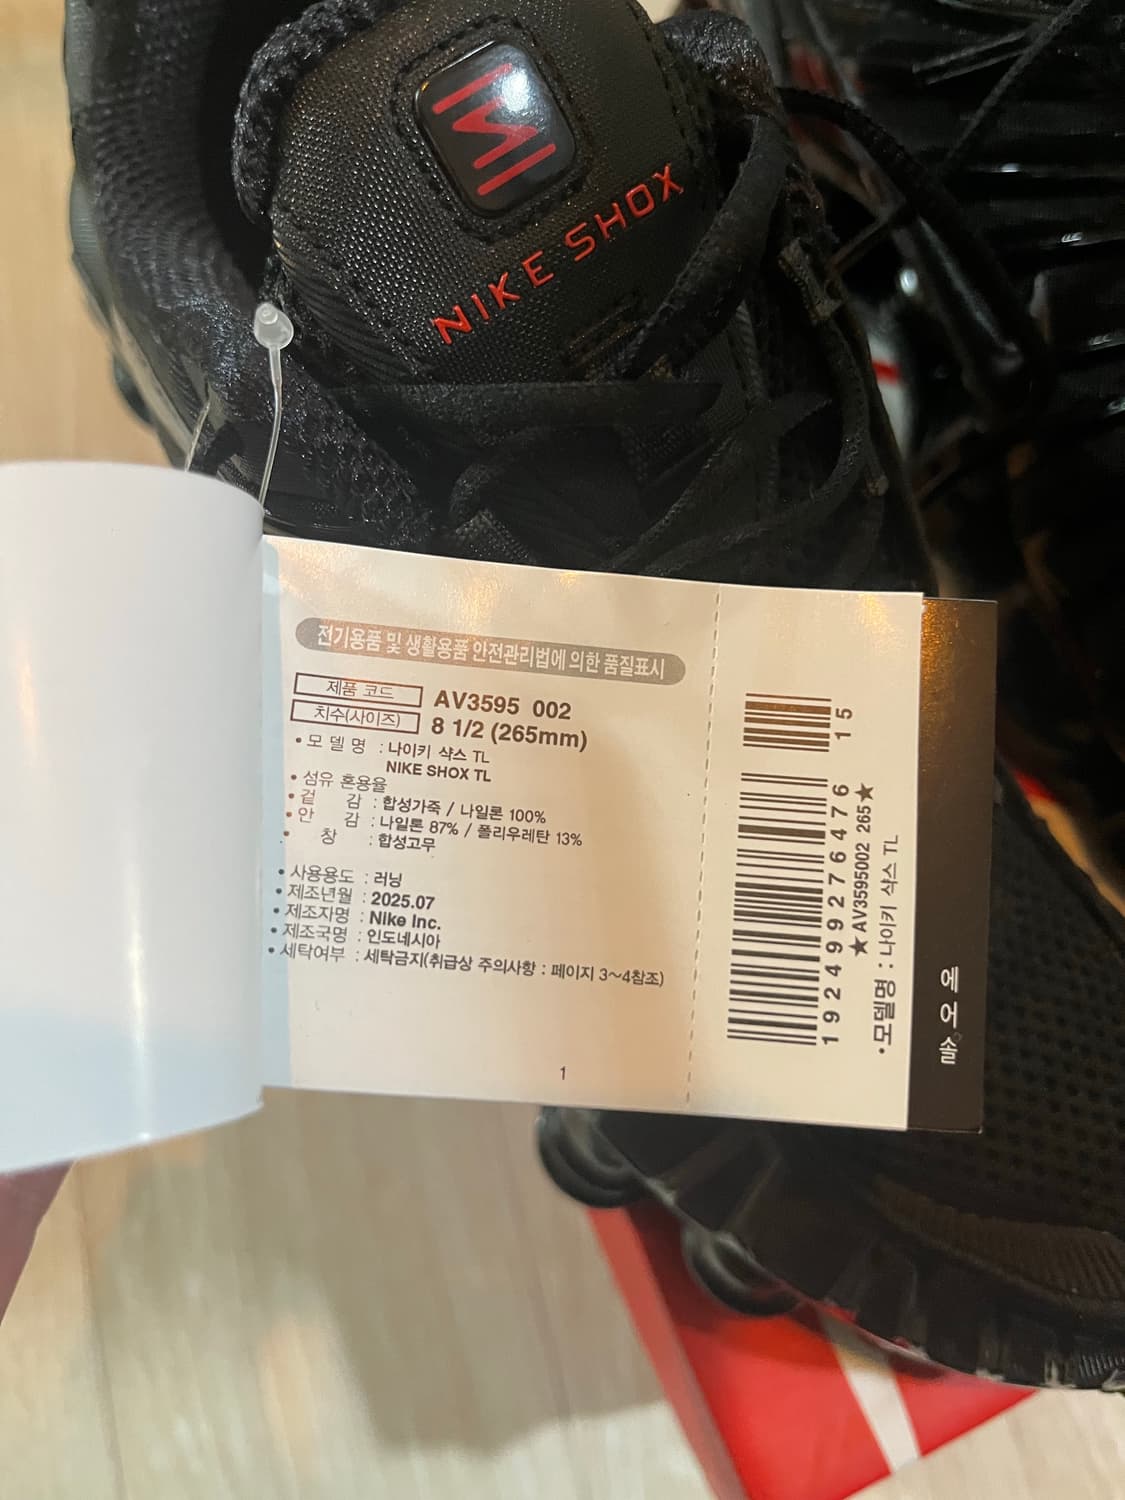 NIKE SHOX
전기용품 및 생활용품 안전관리법에 의한 품질표시
제품 코드 AV3595 002
치수(사이즈) 8 1/2 (265mm)
• 모 델 명 : 나이키 샥스 TL
NIKE SHOX TL
• 섬유 혼용율
• 겉 감 : 합성가죽 / 나일론 100%
• 안 감 : 나일론 87% / 폴리우레탄 13%
• 창 : 합성고무
• 사용용도 : 러닝
• 제조년월 : 2025.07
• 제조자명 : Nike Inc.
• 제조국명 : 인도네시아
• 세탁여부 : 세탁금지(취급상 주의사항 : 페이지 3~4참조)
1
192499276476 15
★AV3595002 265★
•모델명 : 나이키 샥스 TL
에어솔